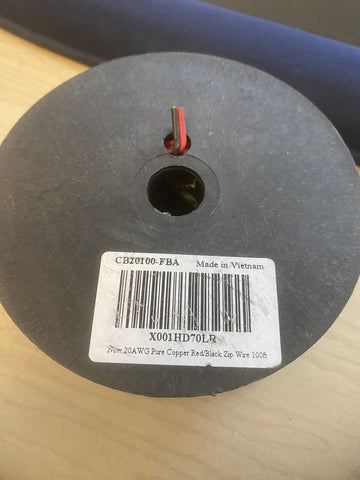 CB20100-FBA Made in Vietnam
X001HD70LR
New 20AWG Pure Copper Red/Black Zip Wire 100ft